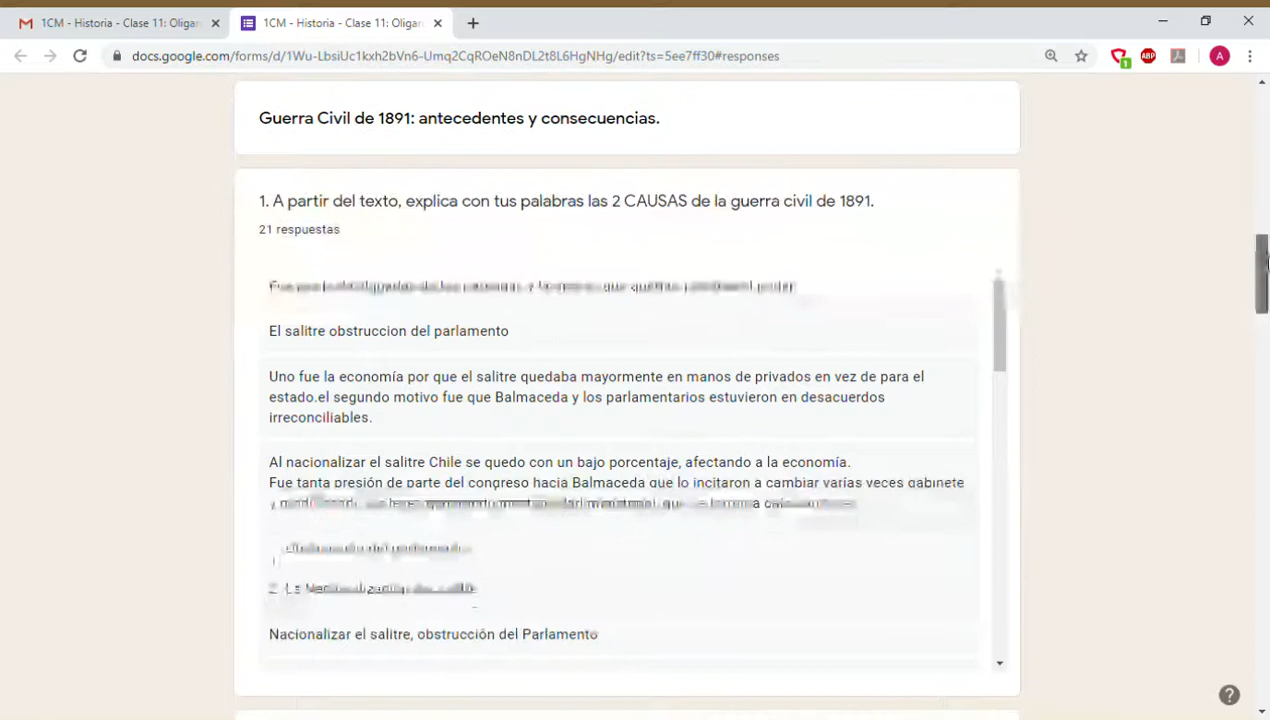 1CM - Historia - Clase 11: Oligar
1CM - Historia - Clase 11: Oligar
docs.google.com/forms/d/1Wu-LbsiUc1kxh2bVn6-Umq2CqROeN8nDL2t8L6HgNHg/edit?ts=5ee7ff30#responses
1
ABP
A
Guerra Civil de 1891: antecedentes y consecuencias.
1. A partir del texto, explica con tus palabras las 2 CAUSAS de la guerra civil de 1891.
21 respuestas
El salitre obstruccion del parlamento
Uno fue la economía por que el salitre quedaba mayormente en manos de privados en vez de para el
estado.el segundo motivo fue que Balmaceda y los parlamentarios estuvieron en desacuerdos
irreconciliables.
Al nacionalizar el salitre Chile se quedo con un bajo porcentaje, afectando a la economía.
Fue tanta presión de parte del congreso hacia Balmaceda que lo incitaron a cambiar varías veces gabinete
2. La Nacionalización
Nacionalizar el salitre, obstrucción del Parlamento